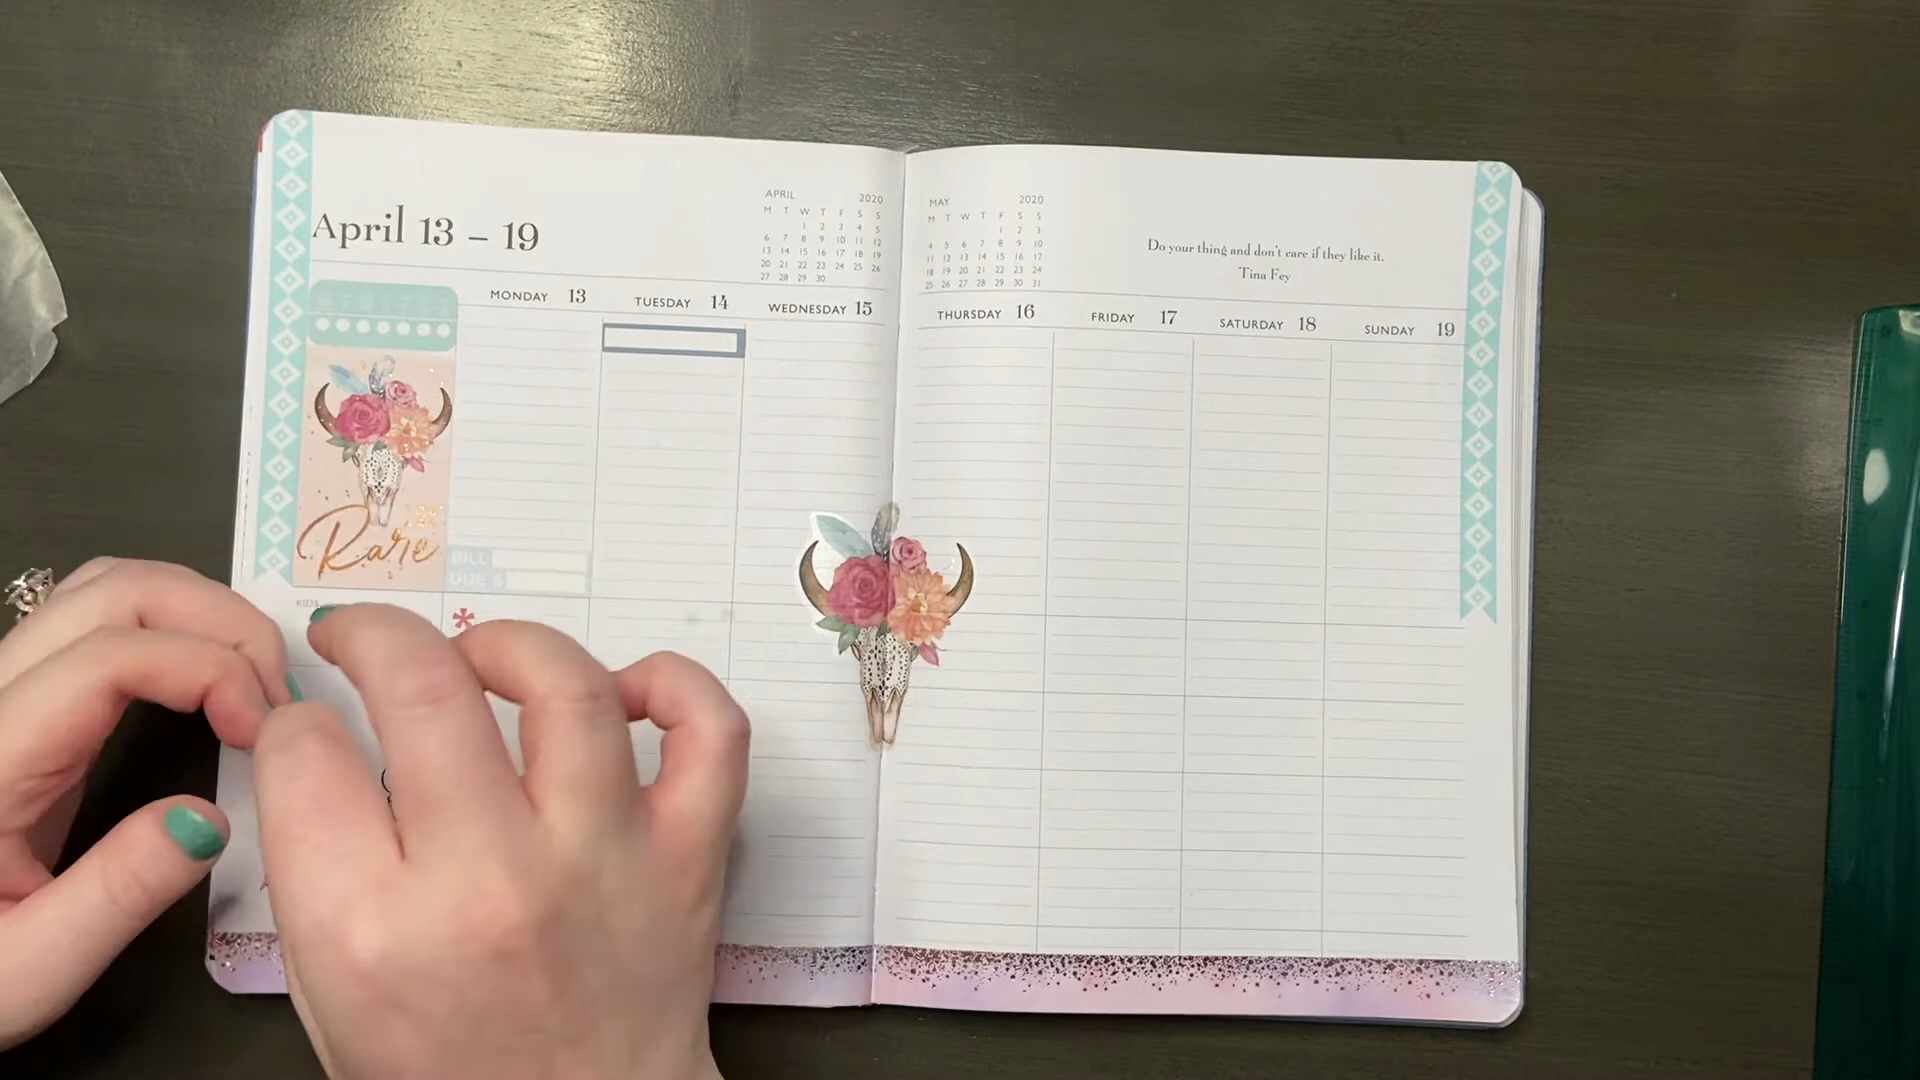 April 13 – 19
APRIL 2020
M T W T F S S
1 2 3 4 5
6 7 8 9 10 11 12
13 14 15 16 17 18 19
20 21 22 23 24 25 26
27 28 29 30
MAY 2020
M T W T F S S
1 2 3
4 5 6 7 8 9 10
11 12 13 14 15 16 17
18 19 20 21 22 23 24
25 26 27 28 29 30 31
Do your thing and don't care if they like it.
Tina Fey
MONDAY 13
TUESDAY 14
WEDNESDAY 15
THURSDAY 16
FRIDAY 17
SATURDAY 18
SUNDAY 19
Rare
BILL
DUE $
KIDS
*